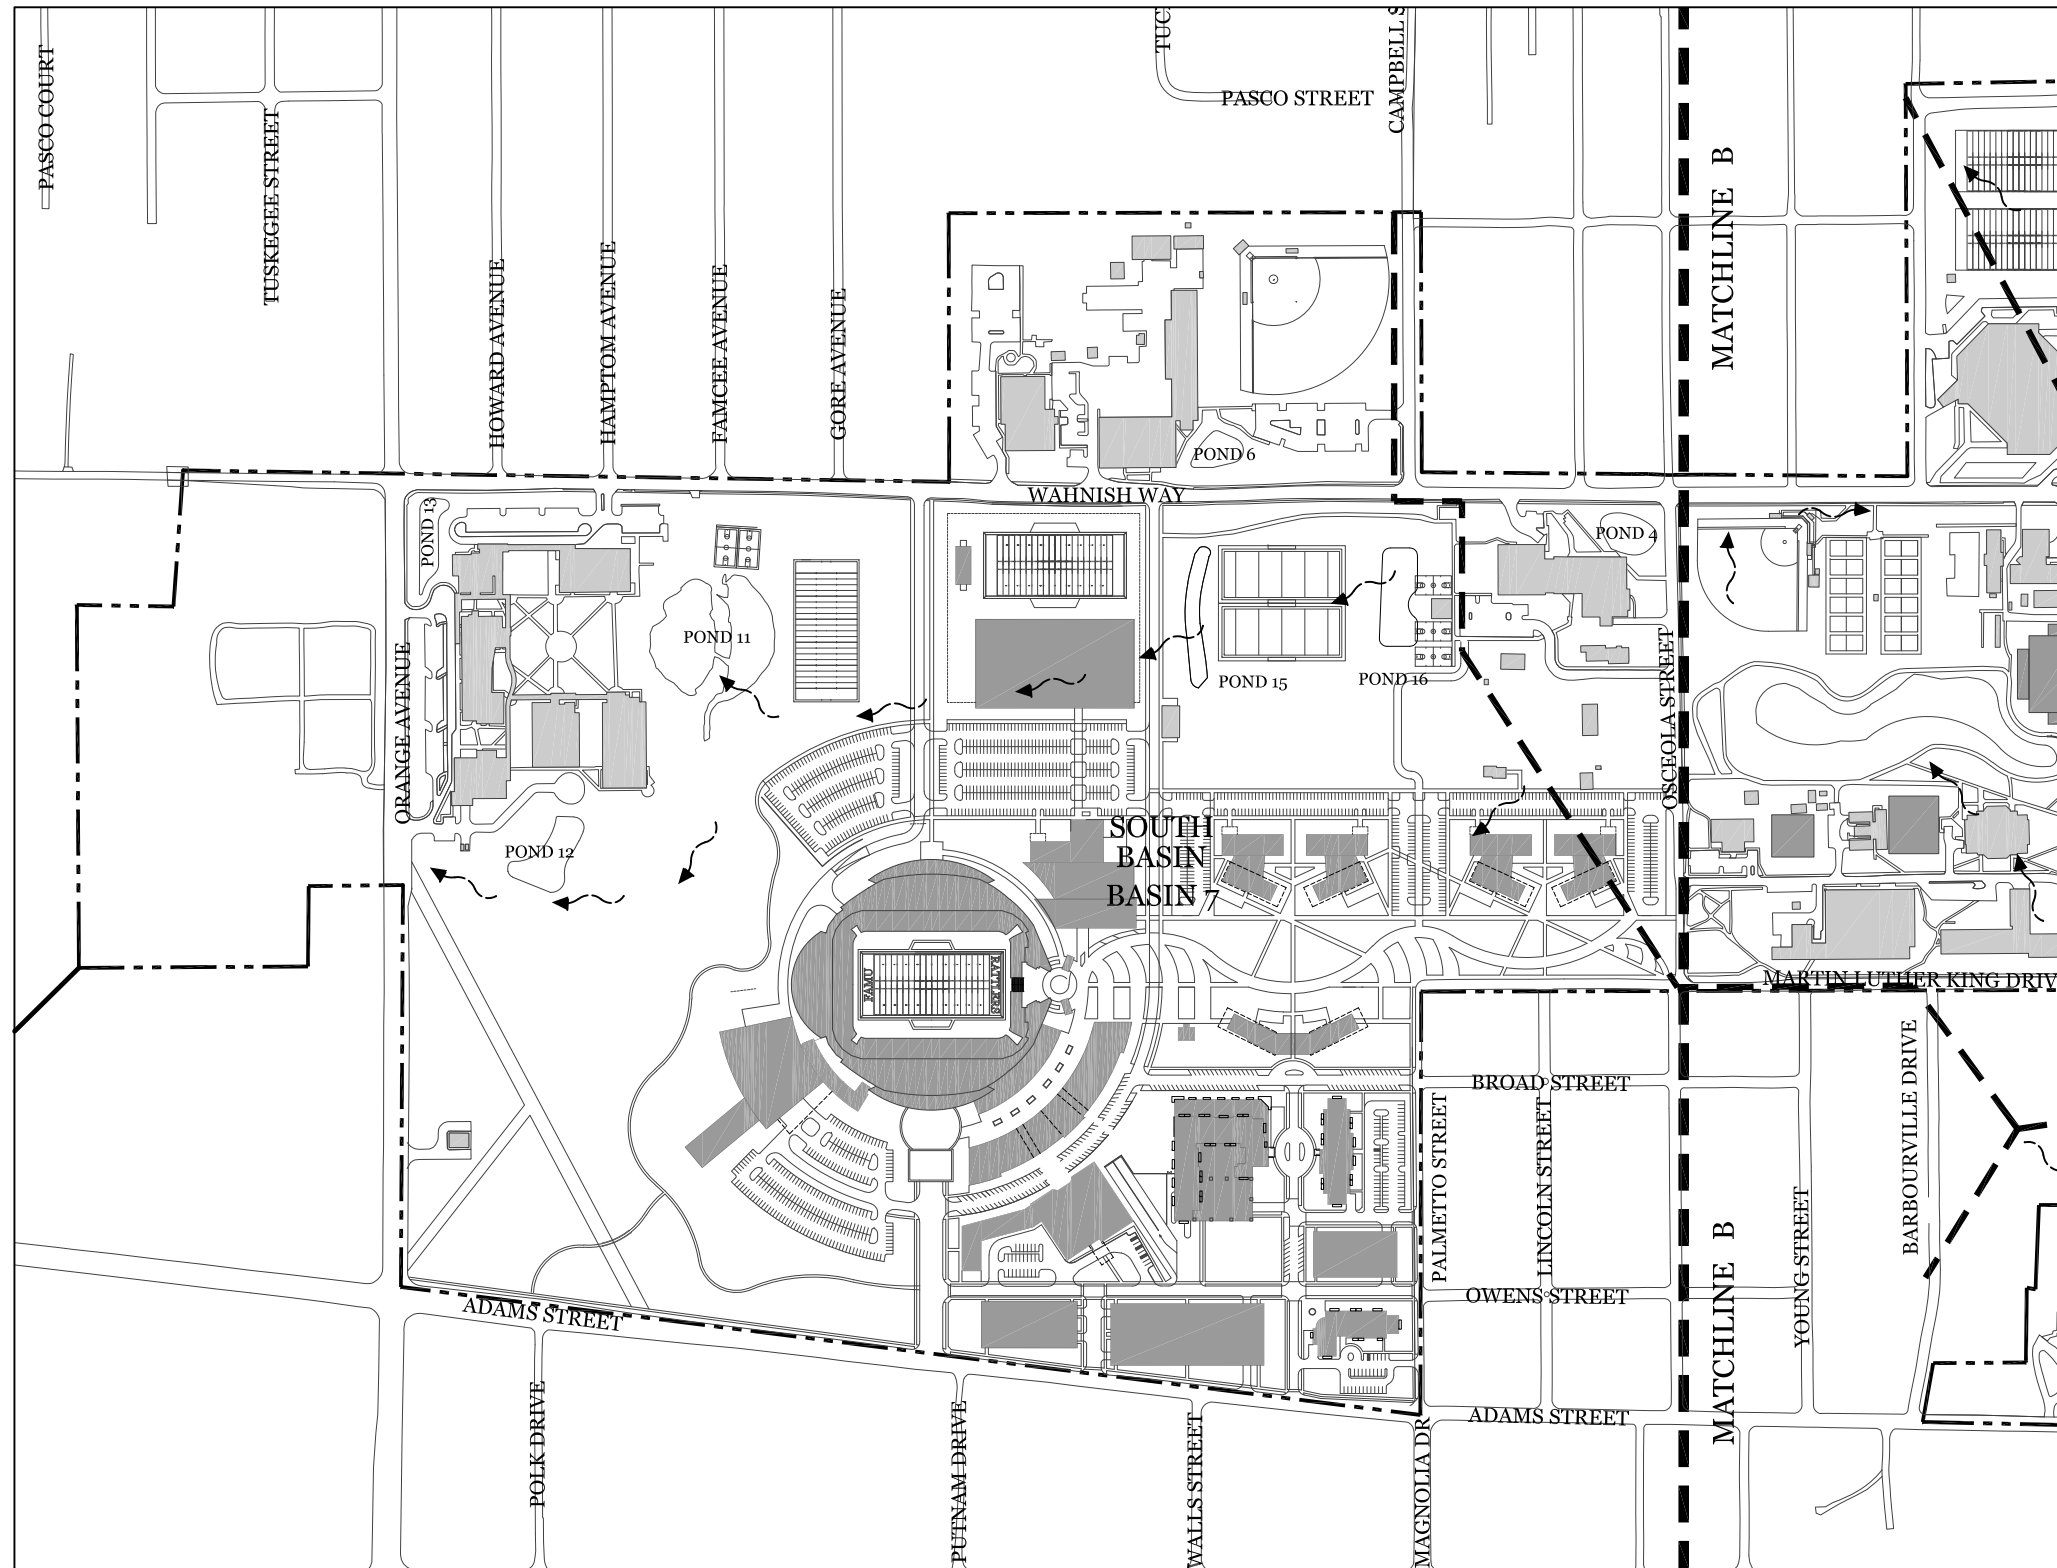 PASCO COURT
TUSKEGEE STREET
HOWARD AVENUE
HAMPTOM AVENUE
FAMCEE AVENUE
GORE AVENUE
TUC
PASCO STREET
CAMPBELL S
MATCHLINE B
POND 6
WAHNISH WAY
POND 13
POND 4
POND 11
POND 15
POND 16
ORANGE AVENUE
OSCEOLA STREET
POND 12
SOUTH
BASIN
BASIN 7
FAMU
RATTLERS
MARTIN LUTHER KING DRIV
BROAD STREET
PALMETTO STREET
LINCOLN STREET
BARBOURVILLE DRIVE
YOUNG STREET
OWENS STREET
MATCHLINE B
ADAMS STREET
ADAMS STREET
POLK DRIVE
PUTNAM DRIVE
WALLS STREET
MAGNOLIA DR